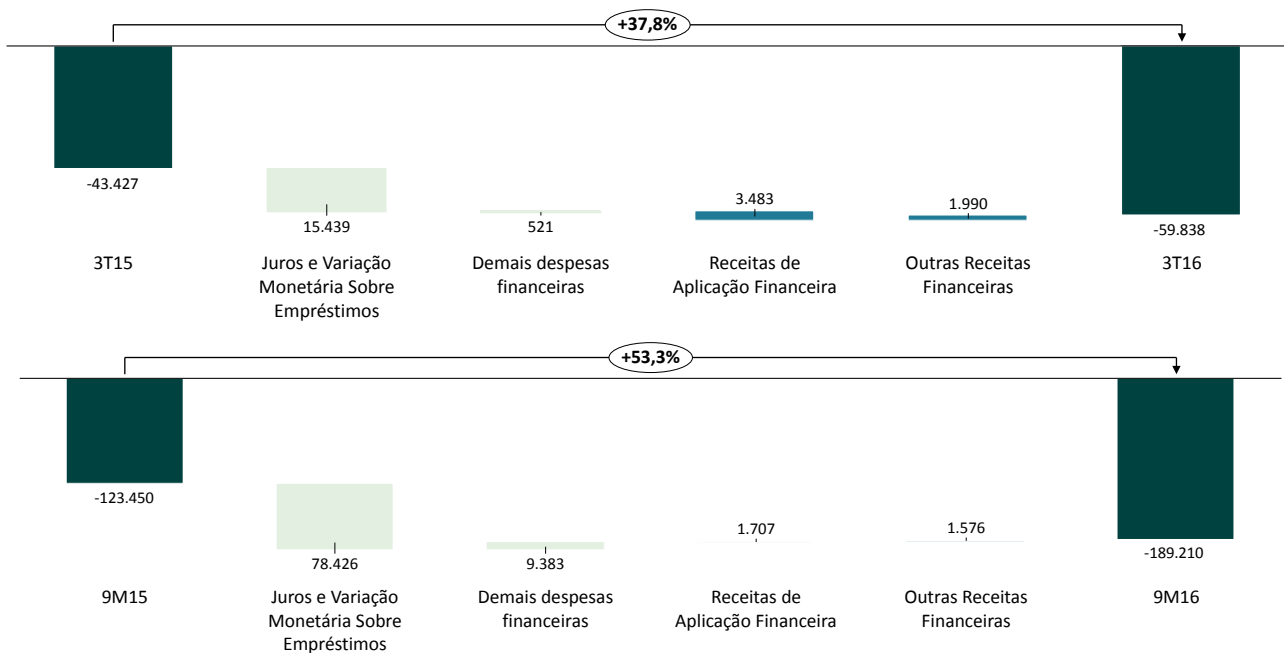 +37,8%
-43.427
15.439
521
3.483
1.990
-59.838
3T15
Juros e Variação
Monetária Sobre
Empréstimos
Demais despesas
financeiras
Receitas de
Aplicação Financeira
Outras Receitas
Financeiras
3T16
+53,3%
-123.450
78.426
9.383
1.707
1.576
-189.210
9M15
Juros e Variação
Monetária Sobre
Empréstimos
Demais despesas
financeiras
Receitas de
Aplicação Financeira
Outras Receitas
Financeiras
9M16